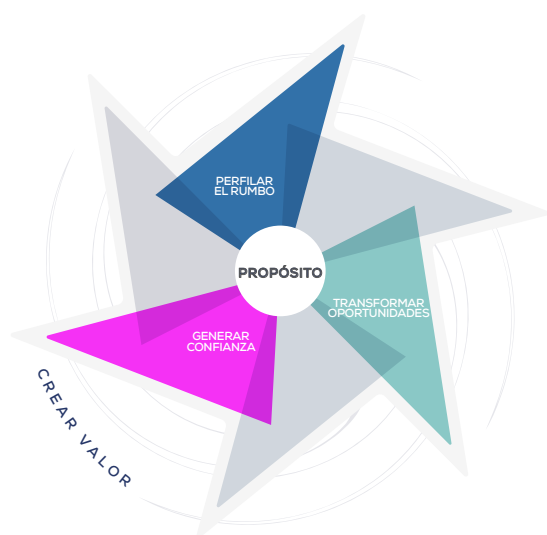 PERFILAR
EL RUMBO
PROPÓSITO
TRANSFORMAR
OPORTUNIDADES
GENERAR
CONFIANZA
CREAR VALOR